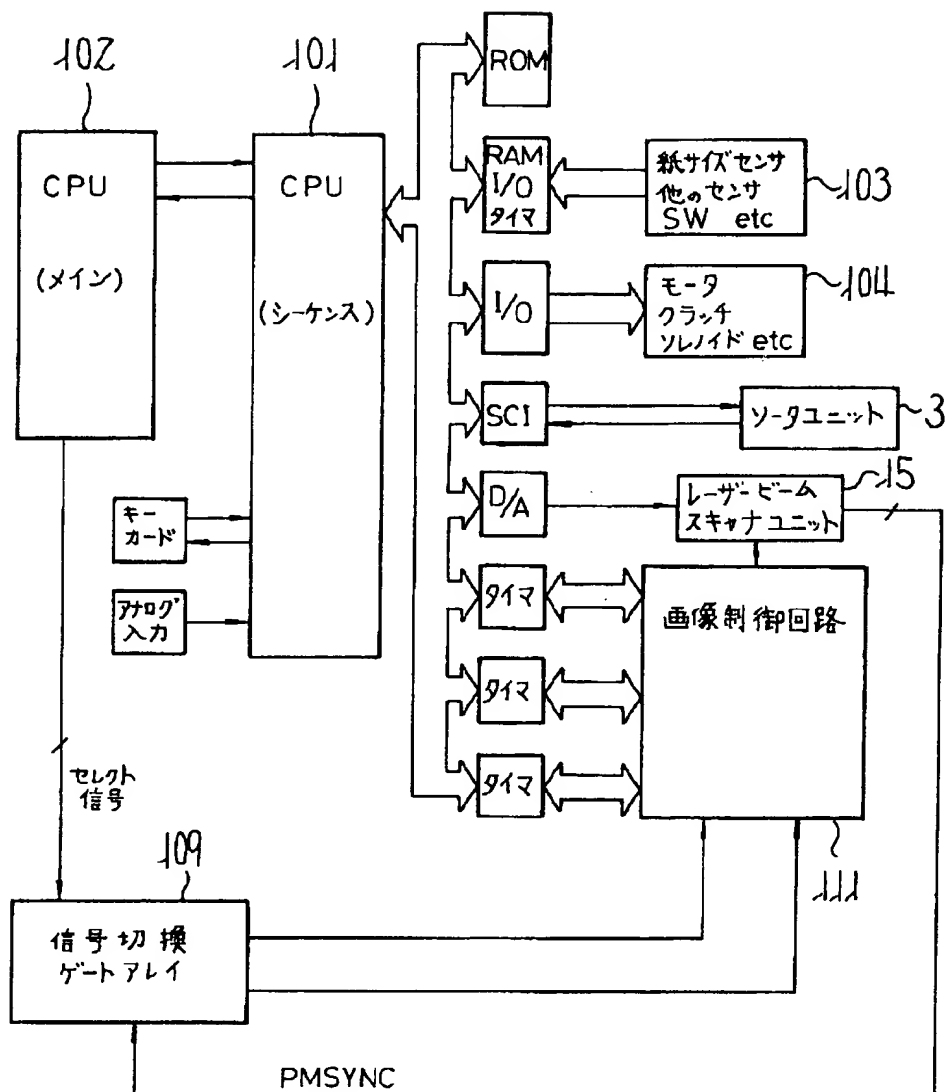 102
101
CPU
(メイン)
CPU
(シーケンス)
ROM
RAM
I/O
タイマ
紙サイズセンサ
他のセンサ
SW etc
103
I/O
モータ
クラッチ
ソレノイド etc
104
SCI
ソータユニット
3
D/A
レーザービーム
スキャナユニット
15
キー
カード
アナログ
入力
タイマ
タイマ
タイマ
画像制御回路
111
セレクト
信号
109
信号切換
ゲートアレイ
PMSYNC